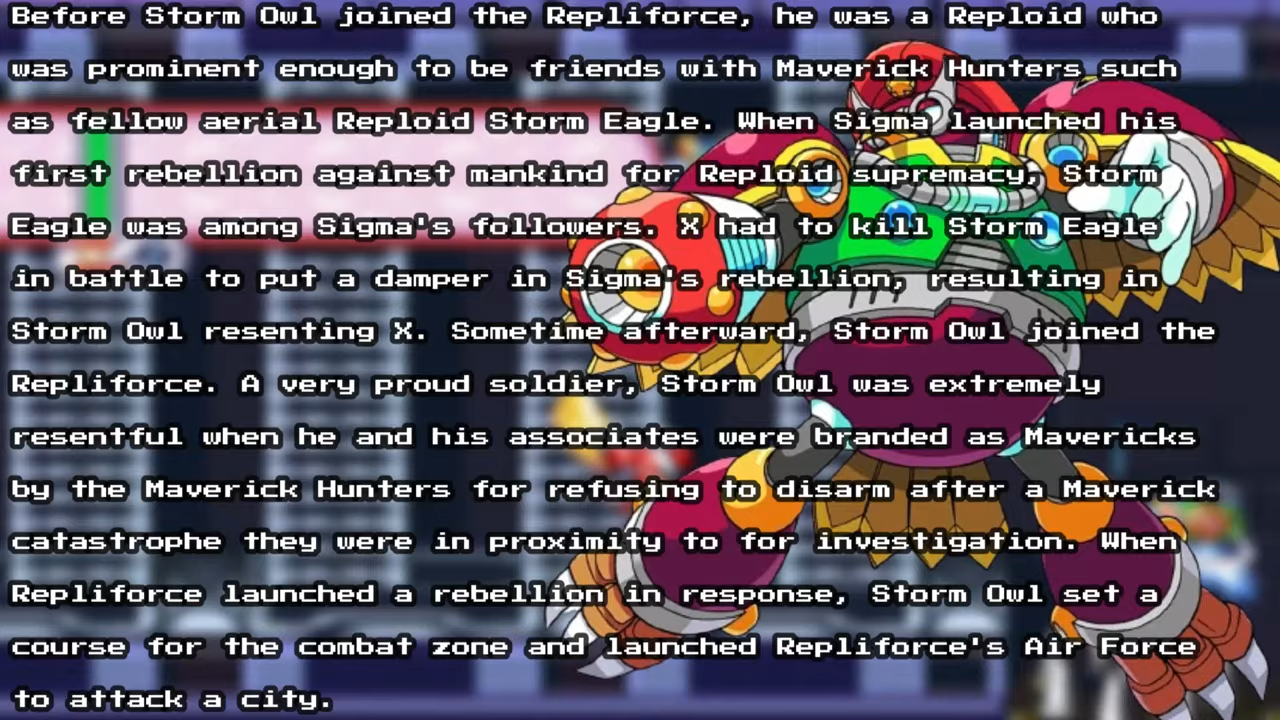 Before Storm Owl joined the Repliforce, he was a Reploid who
was prominent enough to be friends with Maverick Hunters such
as fellow aerial Reploid Storm Eagle. When Sigma launched his
first rebellion against mankind for Reploid supremacy, Storm
Eagle was among Sigma's followers. X had to kill Storm Eagle
in battle to put a damper in Sigma's rebellion, resulting in
Storm Owl resenting X. Sometime afterward, Storm Owl joined the
Repliforce. A very proud soldier, Storm Owl was extremely
resentful when he and his associates were branded as Mavericks
by the Maverick Hunters for refusing to disarm after a Maverick
catastrophe they were in proximity to for investigation. When
Repliforce launched a rebellion in response, Storm Owl set a
course for the combat zone and launched Repliforce's Air Force
to attack a city.